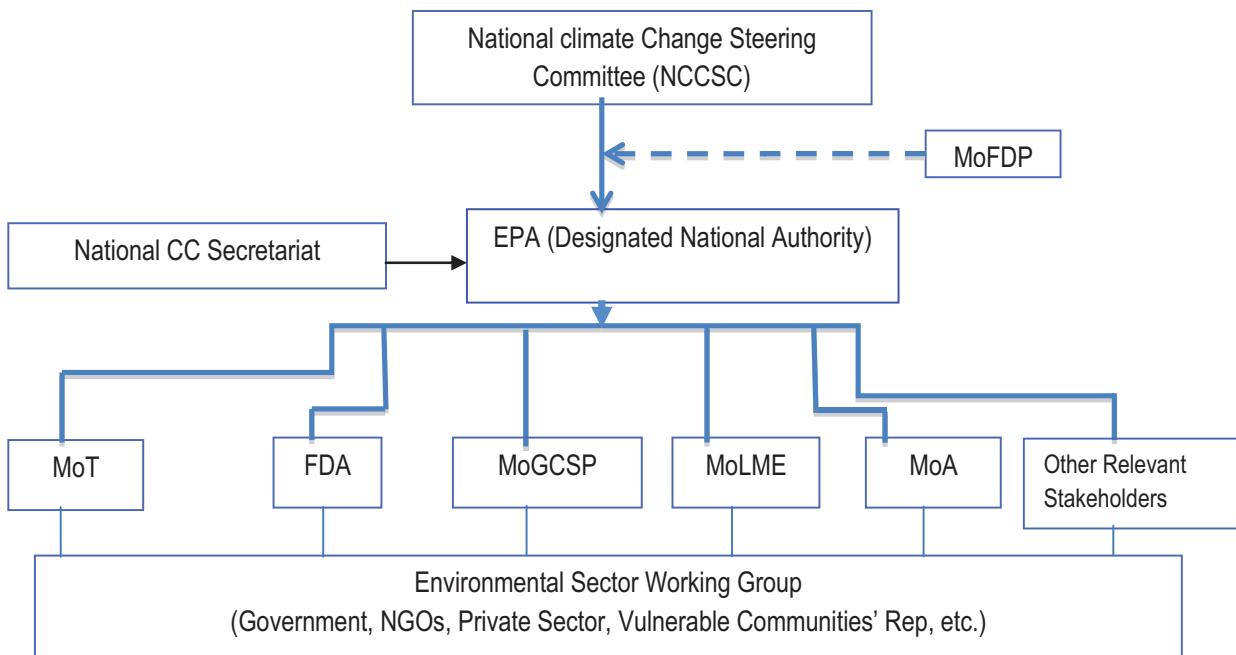 National climate Change Steering
Committee (NCCSC)
MoFDP
EPA (Designated National Authority)
National CC Secretariat
MoT
FDA
MoGCSP
MoLME
MoA
Other Relevant
Stakeholders
Environmental Sector Working Group
(Government, NGOs, Private Sector, Vulnerable Communities’ Rep, etc.)